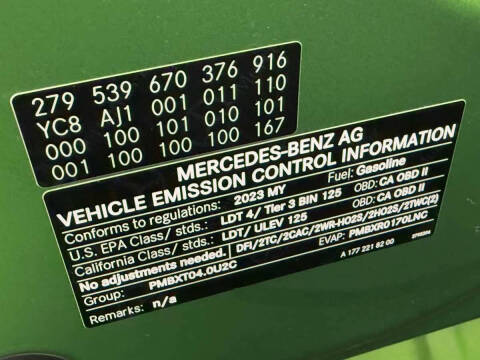 279 539 670 376 916
YC8 AJ1 001 011 110
000 100 101 010 101
001 100 100 100 167
MERCEDES-BENZ AG
VEHICLE EMISSION CONTROL INFORMATION
Conforms to regulations: 2023 MY Fuel: Gasoline
U.S. EPA Class/ stds.: LDT 4/ Tier 3 BIN 125 OBD: CA OBD II
California Class/ stds.: LDT/ ULEV 125 OBD: CA OBD II
No adjustments needed. DFI/2TC/2CAC/2WR-HO2S/2HO2S/2TWC(2)
Group: PMBXT04.0U2C EVAP: PMBXR0170LNC
Remarks: n/a A 177 221 82 00